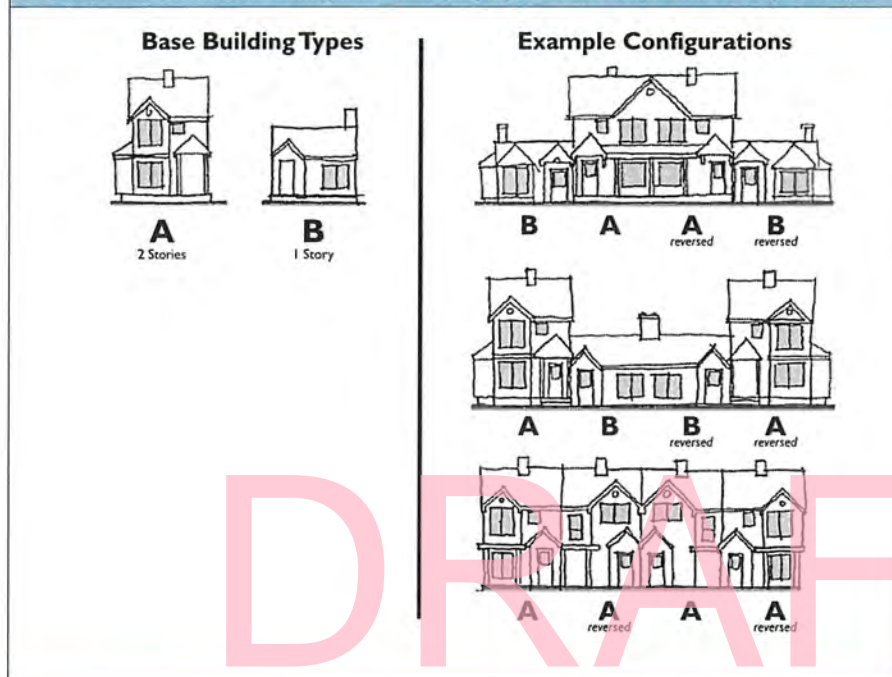 Base Building Types
A
2 Stories
B
1 Story
Example Configurations
B A A B
reversed reversed
A B B A
reversed reversed
A A A A
reversed reversed
DRAF